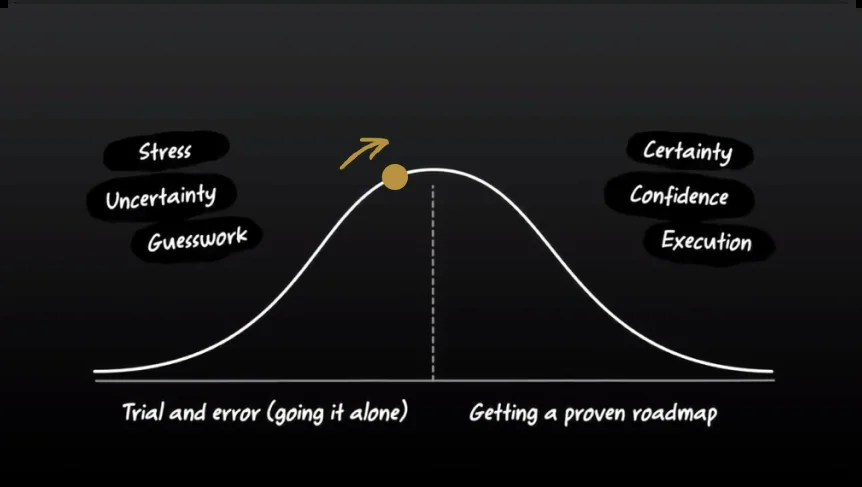 Stress
Uncertainty
Guesswork
Certainty
Confidence
Execution
Trial and error (going it alone)
Getting a proven roadmap